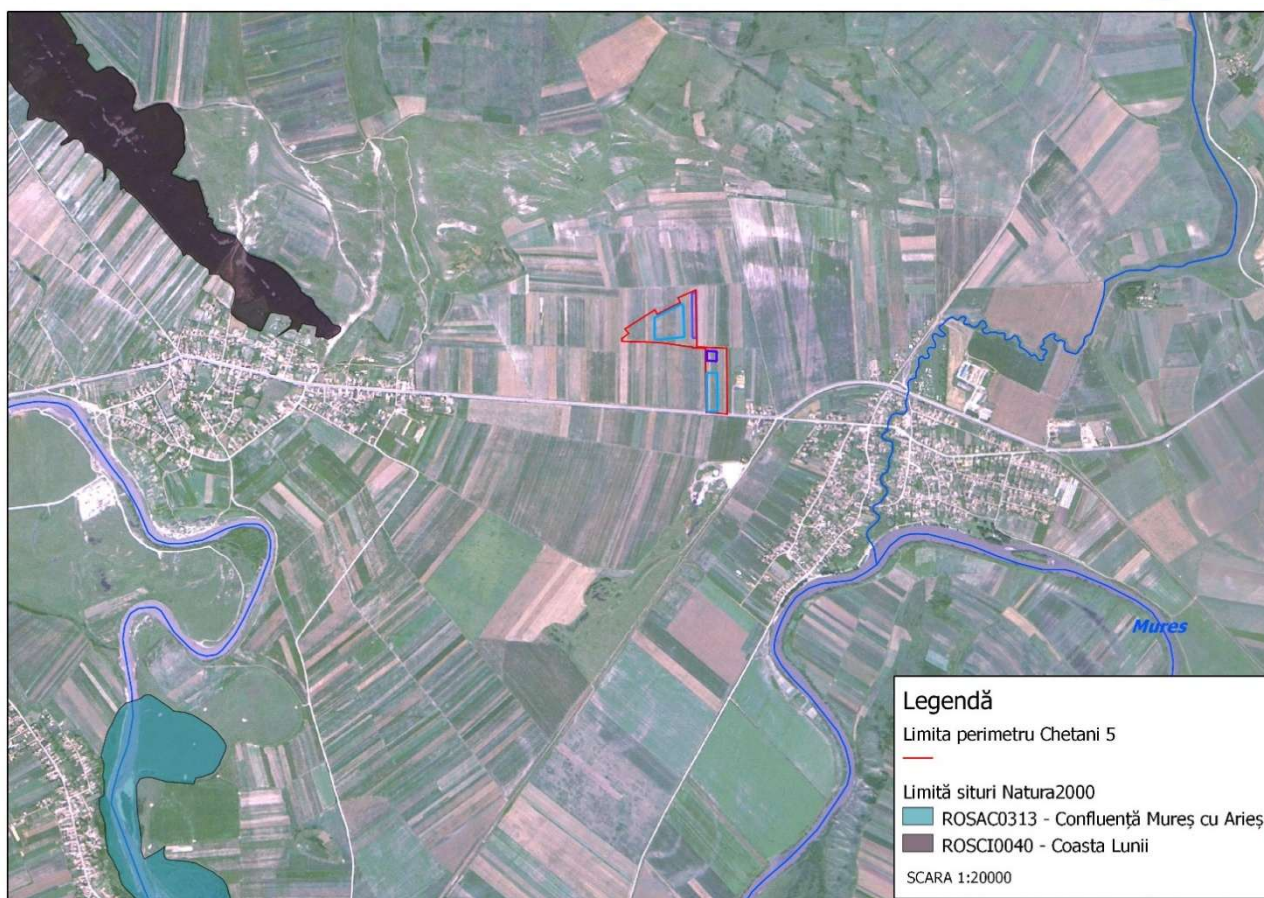 Mures
Legendă
Limita perimetru Chetani 5
Limită situri Natura2000
ROSAC0313 - Confluență Mureș cu Arieș
ROSCI0040 - Coasta Lunii
SCARA 1:20000